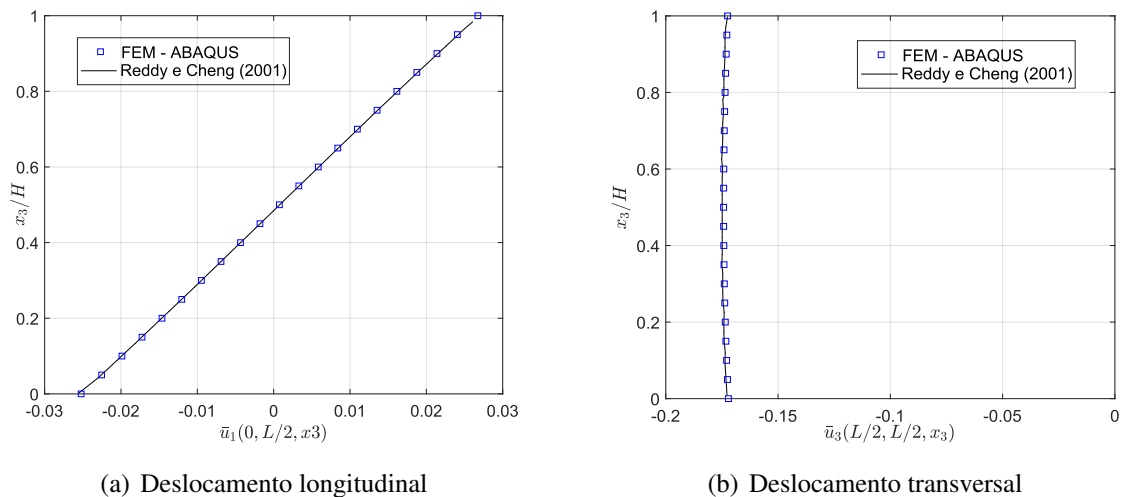 1
0.8
0.6
0.4
0.2
0
x₃/H
FEM - ABAQUS
Reddy e Cheng (2001)
-0.03 -0.02 -0.01 0 0.01 0.02 0.03
ū₁(0, L/2, x3)
(a) Deslocamento longitudinal
1
0.8
0.6
0.4
0.2
0
x₃/H
FEM - ABAQUS
Reddy e Cheng (2001)
-0.2 -0.15 -0.1 -0.05 0
ū₃(L/2, L/2, x₃)
(b) Deslocamento transversal